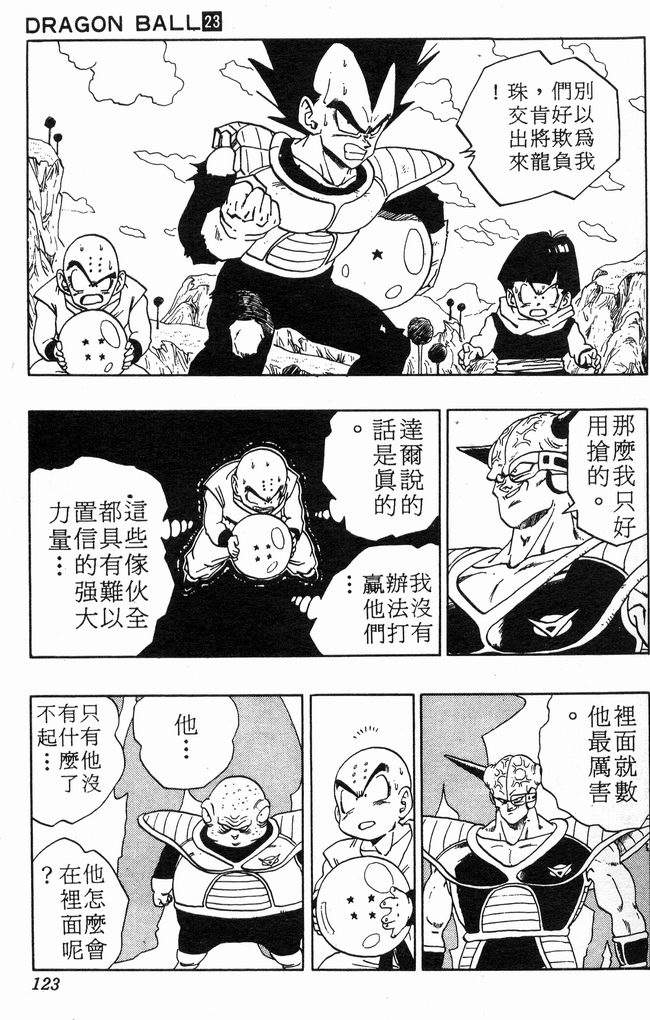 DRAGON BALL 23
別以爲我
們好欺負
，肯將龍
珠交出來
！
那麼我只好
用搶的。
達爾說的
話是眞的
。
我沒有
辦法打
贏他們
…
這些傢伙全
都具有難以
置信的强大
力量…
裡面就數
他最厲害
。
他…
只有他沒
有什麼了
不起…
他怎麼會
在裡面呢
？
123